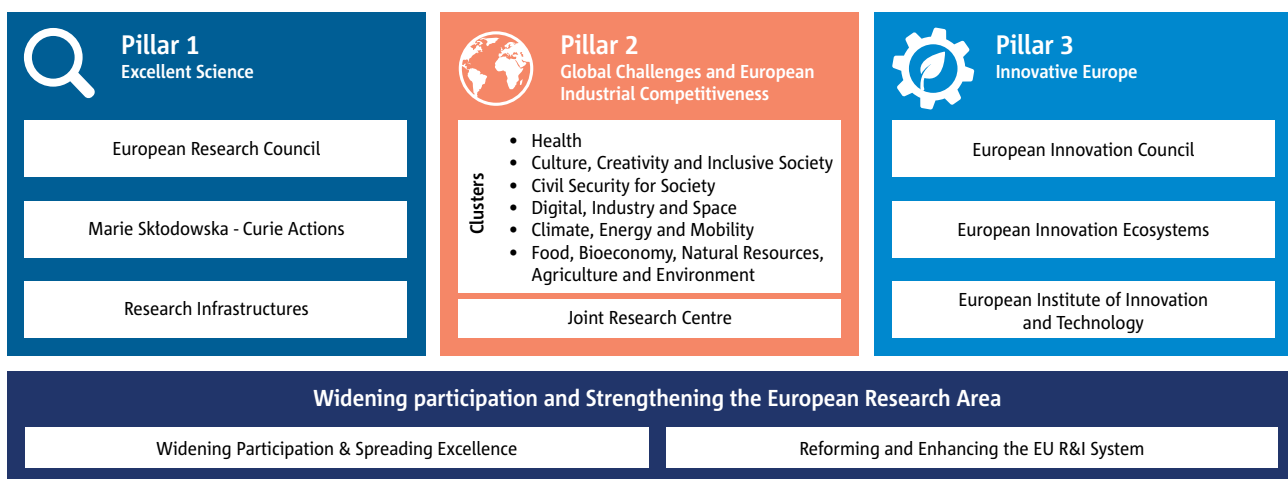 Pillar 1
Excellent Science
European Research Council
Marie Skłodowska - Curie Actions
Research Infrastructures
Pillar 2
Global Challenges and European
Industrial Competitiveness
Clusters
• Health
• Culture, Creativity and Inclusive Society
• Civil Security for Society
• Digital, Industry and Space
• Climate, Energy and Mobility
• Food, Bioeconomy, Natural Resources,
Agriculture and Environment
Joint Research Centre
Pillar 3
Innovative Europe
European Innovation Council
European Innovation Ecosystems
European Institute of Innovation
and Technology
Widening participation and Strengthening the European Research Area
Widening Participation & Spreading Excellence
Reforming and Enhancing the EU R&I System